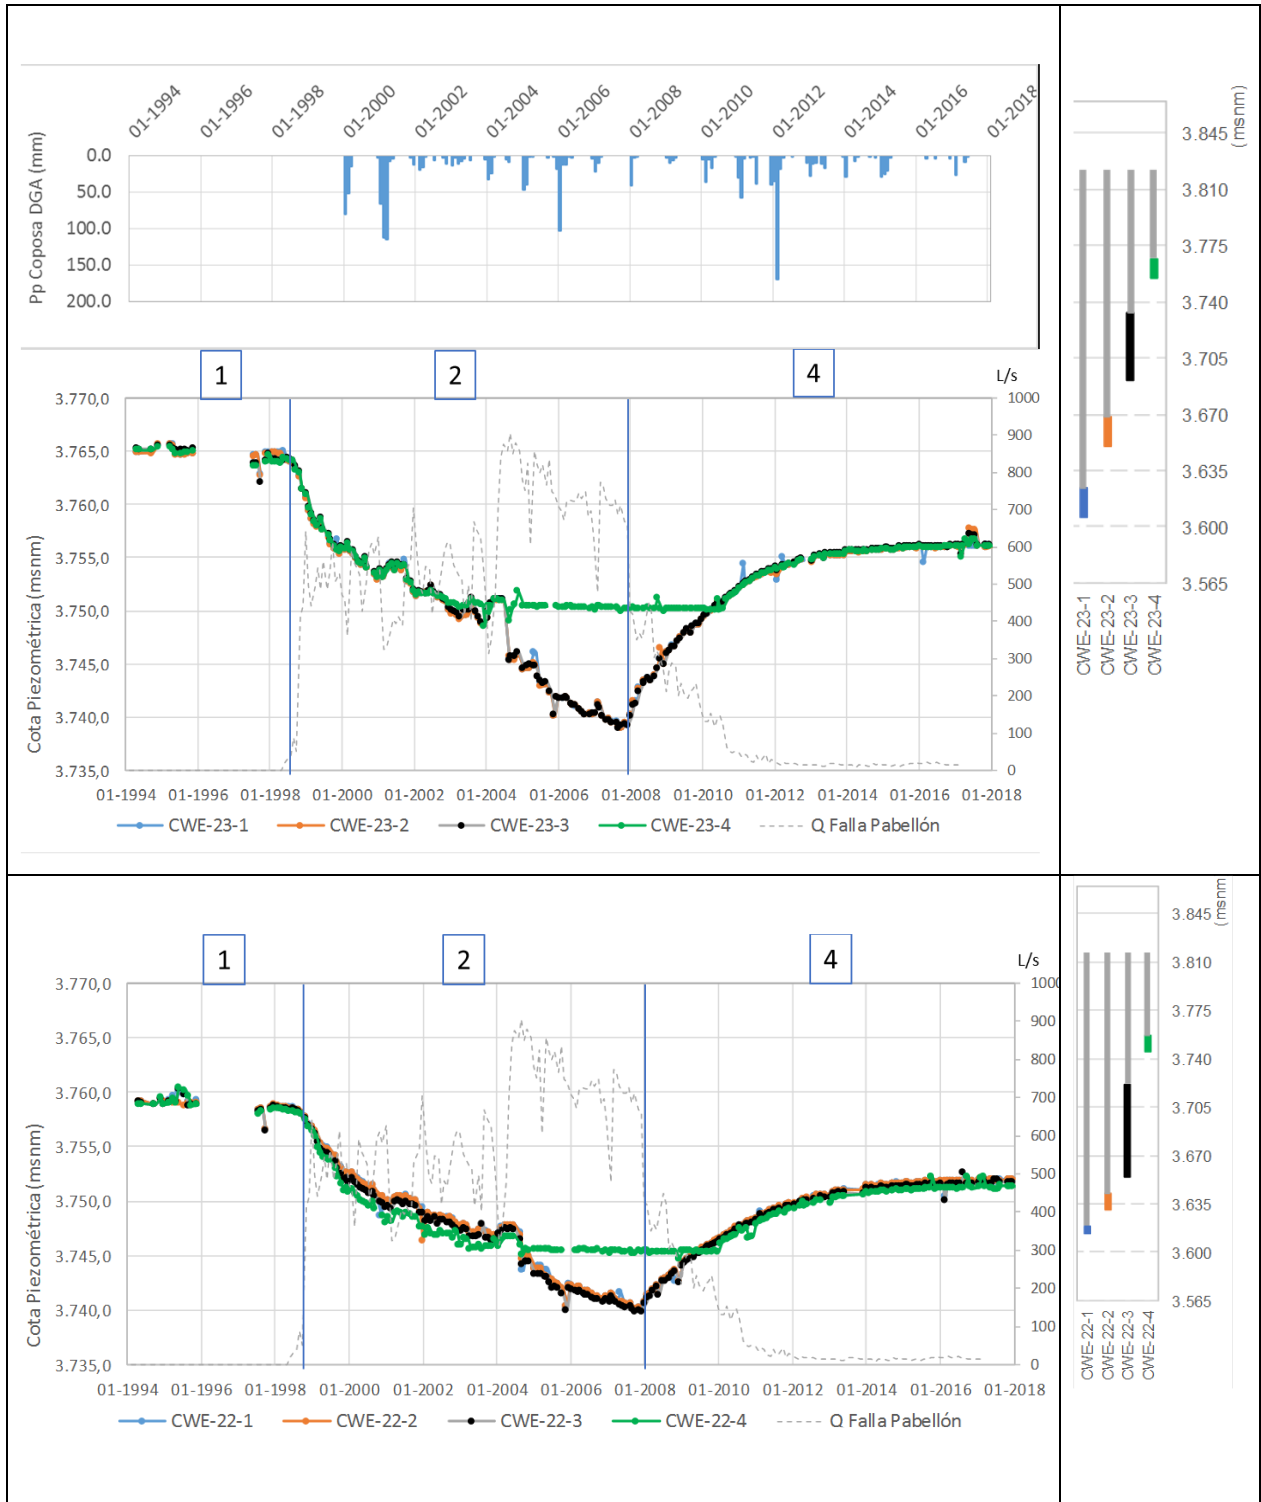 01-1994 01-1996 01-1998 01-2000 01-2002 01-2004 01-2006 01-2008 01-2010 01-2012 01-2014 01-2016 01-2018
Pp Coposa DGA (mm)
0.0
50.0
100.0
150.0
200.0
1 2 4
L/s
Cota Piezométrica (msnm)
3.770,0
3.765,0
3.760,0
3.755,0
3.750,0
3.745,0
3.740,0
3.735,0
1000
900
800
700
600
500
400
300
200
100
0
01-1994 01-1996 01-1998 01-2000 01-2002 01-2004 01-2006 01-2008 01-2010 01-2012 01-2014 01-2016 01-2018
CWE-23-1 CWE-23-2 CWE-23-3 CWE-23-4 Q Falla Pabellón
(msnm)
3.845
3.810
3.775
3.740
3.705
3.670
3.635
3.600
3.565
CWE-23-1
CWE-23-2
CWE-23-3
CWE-23-4
1 2 4
L/s
Cota Piezométrica (msnm)
3.770,0
3.765,0
3.760,0
3.755,0
3.750,0
3.745,0
3.740,0
3.735,0
1000
900
800
700
600
500
400
300
200
100
0
01-1994 01-1996 01-1998 01-2000 01-2002 01-2004 01-2006 01-2008 01-2010 01-2012 01-2014 01-2016 01-2018
CWE-22-1 CWE-22-2 CWE-22-3 CWE-22-4 Q Falla Pabellón
(msnm
3.845
3.810
3.775
3.740
3.705
3.670
3.635
3.600
3.565
CWE-22-1
CWE-22-2
CWE-22-3
CWE-22-4